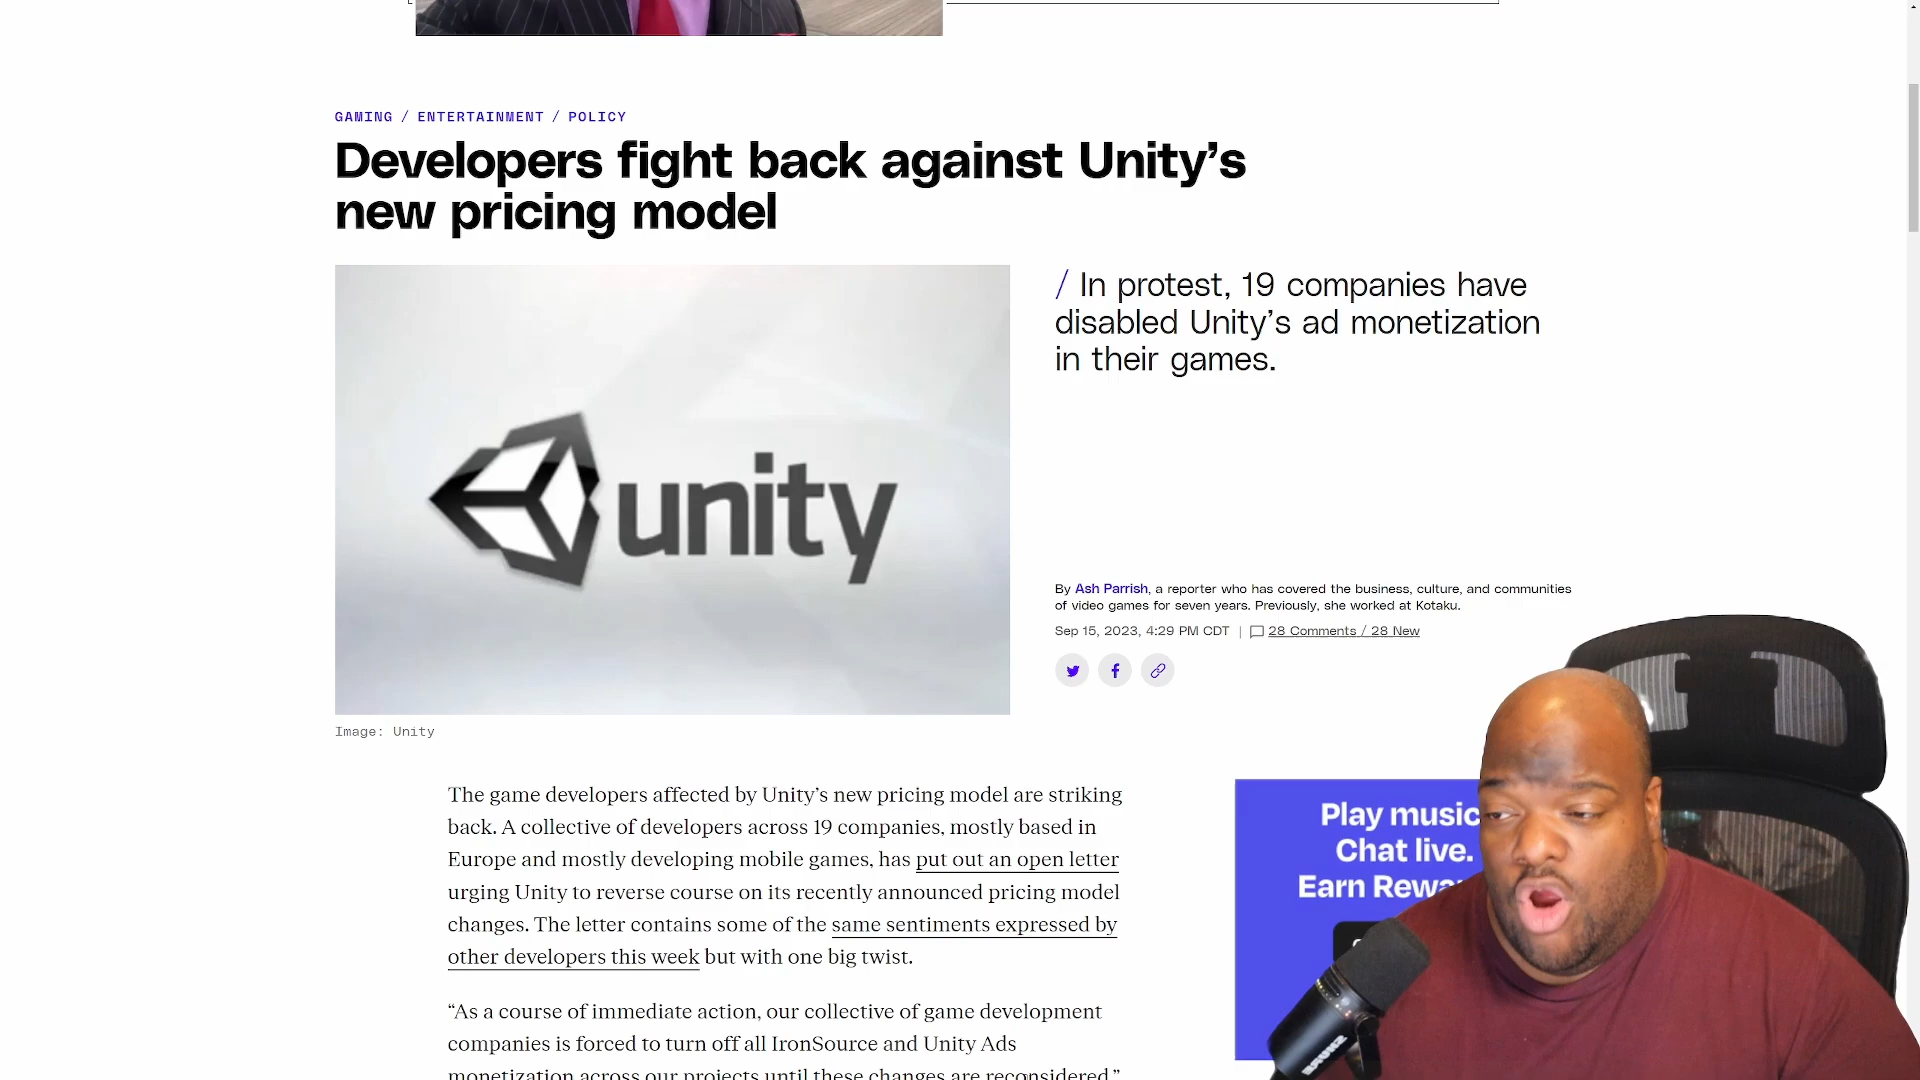 GAMING / ENTERTAINMENT / POLICY
Developers fight back against Unity’s
new pricing model
/ In protest, 19 companies have
disabled Unity’s ad monetization
in their games.
unity
By Ash Parrish, a reporter who has covered the business, culture, and communities
of video games for seven years. Previously, she worked at Kotaku.
Sep 15, 2023, 4:29 PM CDT | 28 Comments / 28 New
Image: Unity
The game developers affected by Unity’s new pricing model are striking
back. A collective of developers across 19 companies, mostly based in
Europe and mostly developing mobile games, has put out an open letter
urging Unity to reverse course on its recently announced pricing model
changes. The letter contains some of the same sentiments expressed by
other developers this week but with one big twist.
“As a course of immediate action, our collective of game development
companies is forced to turn off all IronSource and Unity Ads
monetization across our projects until these changes are reconsidered,”
Play music
Chat live.
Earn Rewa
SHURE